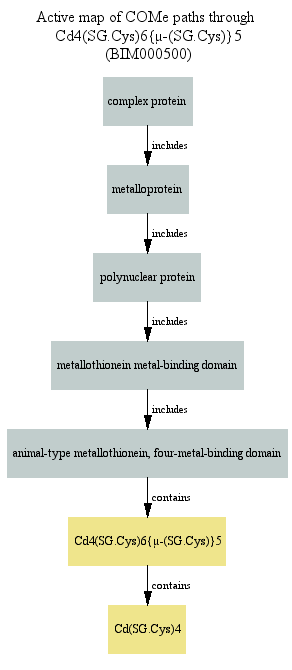 Active map of COMe paths through
Cd4(SG.Cys)6{μ-(SG.Cys)}5
(BIM000500)
complex protein
includes
metalloprotein
includes
polynuclear protein
includes
metallothionein metal-binding domain
includes
animal-type metallothionein, four-metal-binding domain
contains
Cd4(SG.Cys)6{μ-(SG.Cys)}5
contains
Cd(SG.Cys)4